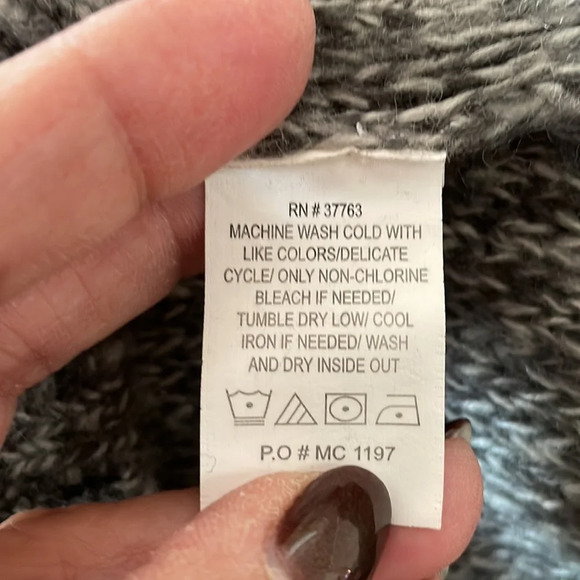 RN # 37763
MACHINE WASH COLD WITH
LIKE COLORS/DELICATE
CYCLE/ ONLY NON-CHLORINE
BLEACH IF NEEDED/
TUMBLE DRY LOW/ COOL
IRON IF NEEDED/ WASH
AND DRY INSIDE OUT
P.O # MC 1197